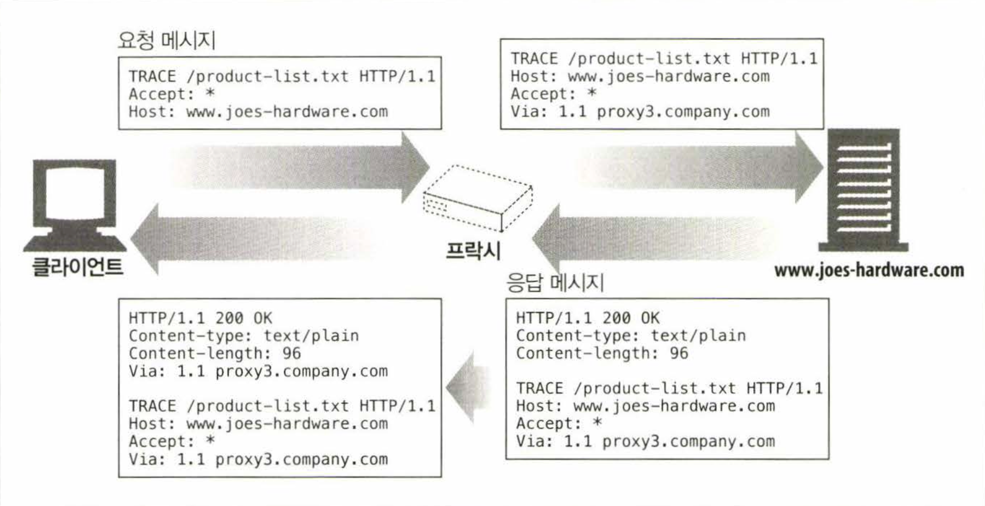 요청 메시지
TRACE /product-list.txt HTTP/1.1
Accept: *
Host: www.joes-hardware.com
TRACE /product-list.txt HTTP/1.1
Host: www.joes-hardware.com
Accept: *
Via: 1.1 proxy3.company.com
클라이언트
프락시
www.joes-hardware.com
응답 메시지
HTTP/1.1 200 OK
Content-type: text/plain
Content-length: 96
Via: 1.1 proxy3.company.com
TRACE /product-list.txt HTTP/1.1
Host: www.joes-hardware.com
Accept: *
Via: 1.1 proxy3.company.com
HTTP/1.1 200 OK
Content-type: text/plain
Content-length: 96
TRACE /product-list.txt HTTP/1.1
Host: www.joes-hardware.com
Accept: *
Via: 1.1 proxy3.company.com